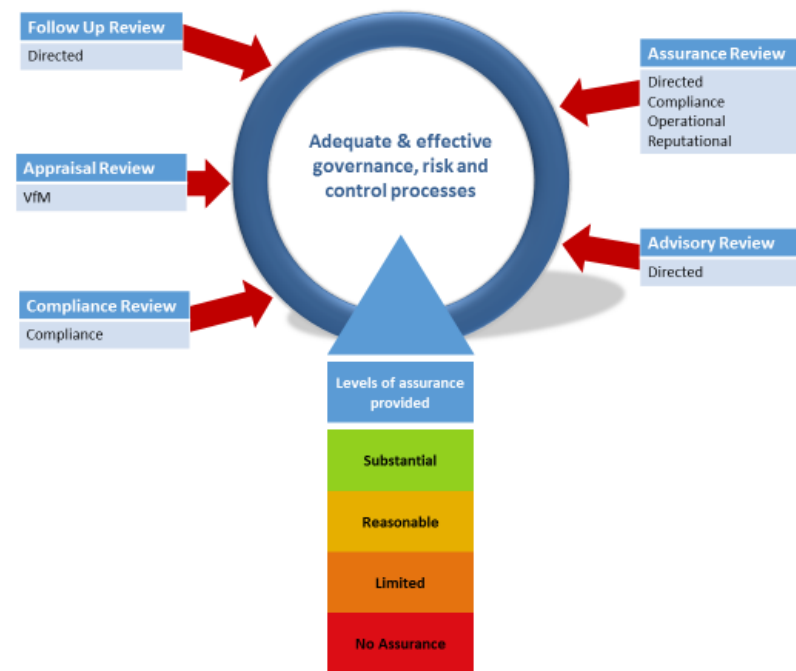 Follow Up Review
Directed
Appraisal Review
VfM
Compliance Review
Compliance
Adequate & effective
governance, risk and
control processes
Assurance Review
Directed
Compliance
Operational
Reputational
Advisory Review
Directed
Levels of assurance
provided
Substantial
Reasonable
Limited
No Assurance